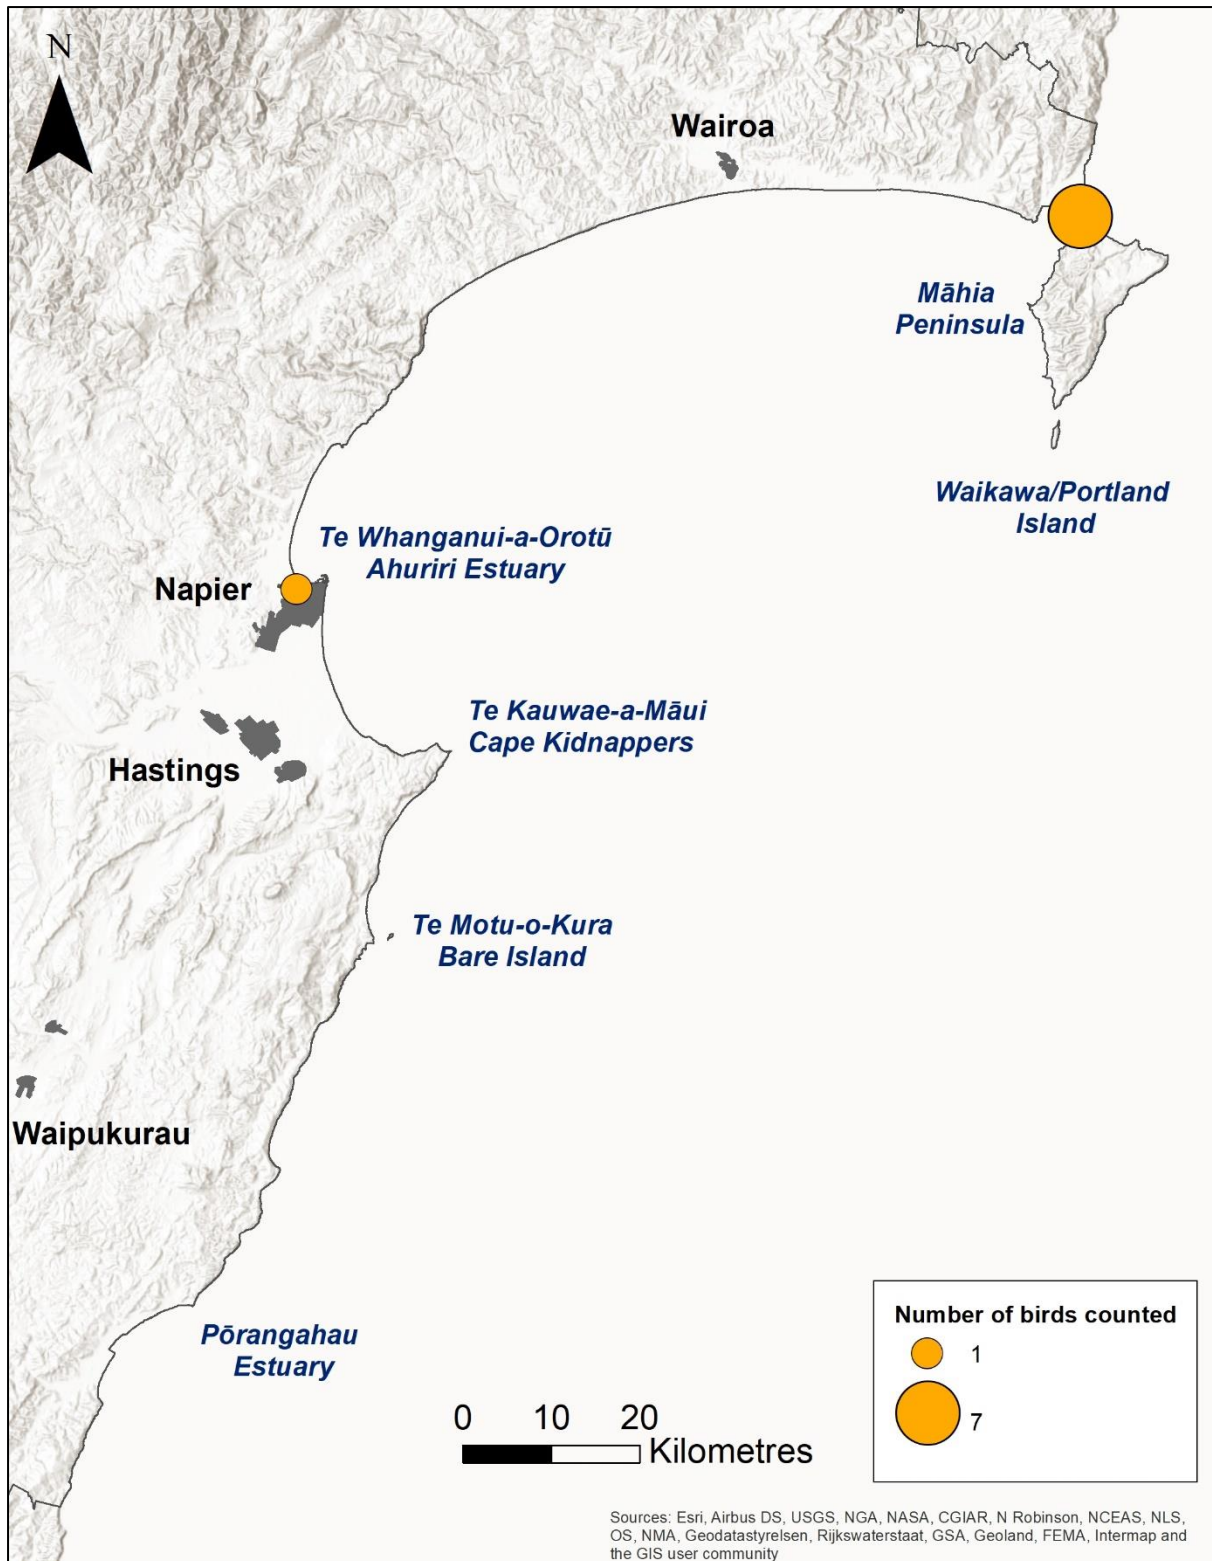 N
Wairoa
Māhia
Peninsula
Waikawa/Portland
Island
Te Whanganui-a-Orotū
Ahuriri Estuary
Napier
Te Kauwae-a-Māui
Cape Kidnappers
Hastings
Te Motu-o-Kura
Bare Island
Waipukurau
Pōrangahau
Estuary
Number of birds counted
1
7
0 10 20
Kilometres
Sources: Esri, Airbus DS, USGS, NGA, NASA, CGIAR, N Robinson, NCEAS, NLS,
OS, NMA, Geodatastyrelsen, Rijkswaterstaat, GSA, Geoland, FEMA, Intermap and
the GIS user community